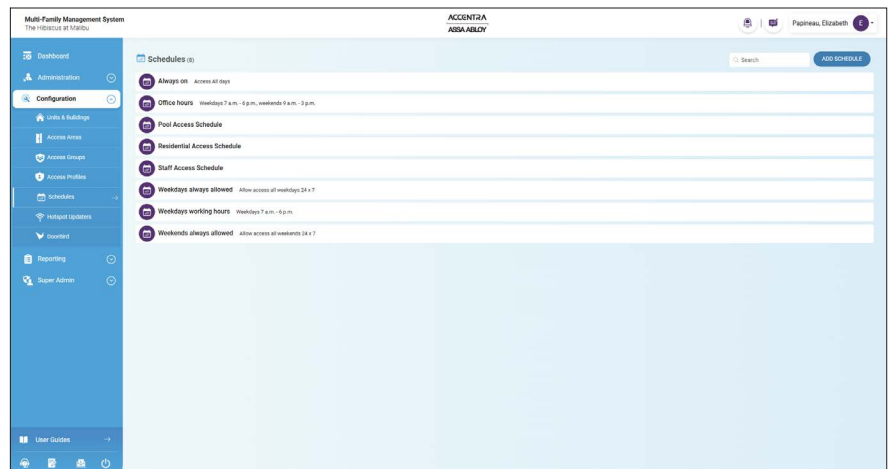 Multi-Family Management System
The Hibiscus at Malibu
ACCENTRA
ASSA ABLOY
Papineau, Elizabeth E
Dashboard
Administration
Configuration
Units & Buildings
Access Areas
Access Groups
Access Profiles
Schedules
Hotspot Updaters
DoorBird
Reporting
Super Admin
User Guides
Schedules (8)
Search
ADD SCHEDULE
Always on Access All days
Office hours Weekdays 7 a.m. - 6 p.m., weekends 9 a.m. - 3 p.m.
Pool Access Schedule
Residential Access Schedule
Staff Access Schedule
Weekdays always allowed Allow access all weekdays 24 x 7
Weekdays working hours Weekdays 7 a.m. - 6 p.m.
Weekends always allowed Allow access all weekends 24 x 7